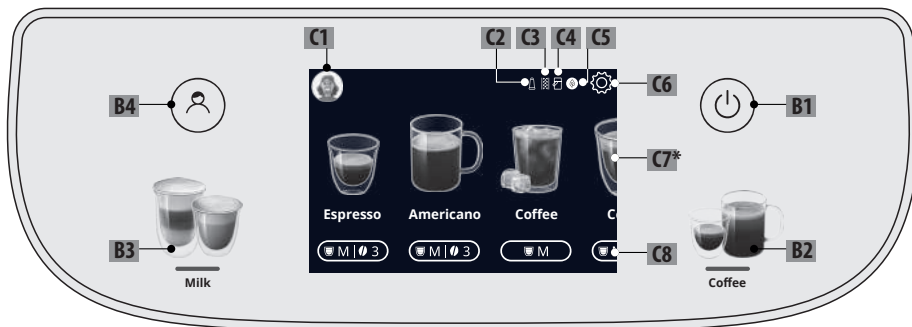 C1 C2 C3 C4 C5
C6
B4 B1
C7*
Espresso Americano Coffee C
B3 M 3 M 3 M C8 B2
Milk Coffee